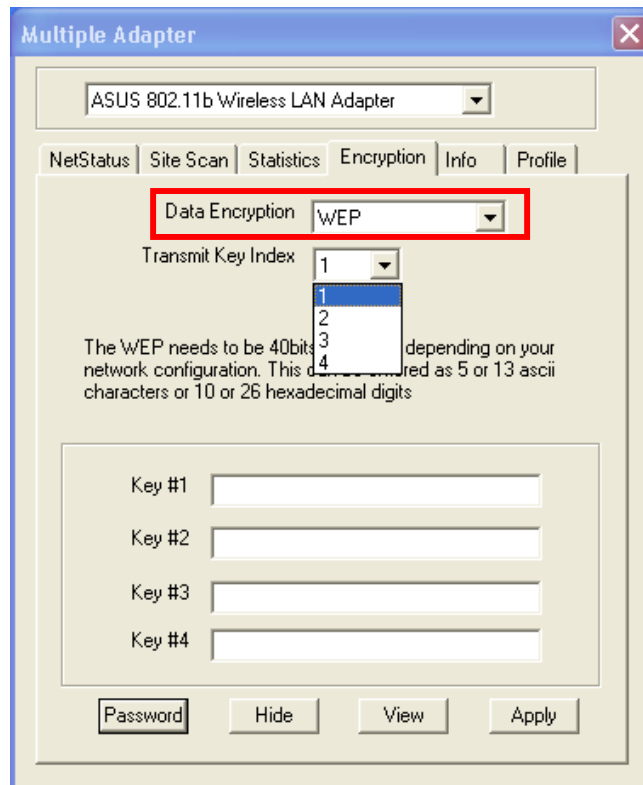 Multiple Adapter
ASUS 802.11b Wireless LAN Adapter
NetStatus Site Scan Statistics Encryption Info Profile
Data Encryption WEP
Transmit Key Index 1
1
2
3
4
The WEP needs to be 40bits depending on your
network configuration. This as 5 or 13 ascii
characters or 10 or 26 hexadecimal digits
Key #1
Key #2
Key #3
Key #4
Password Hide View Apply